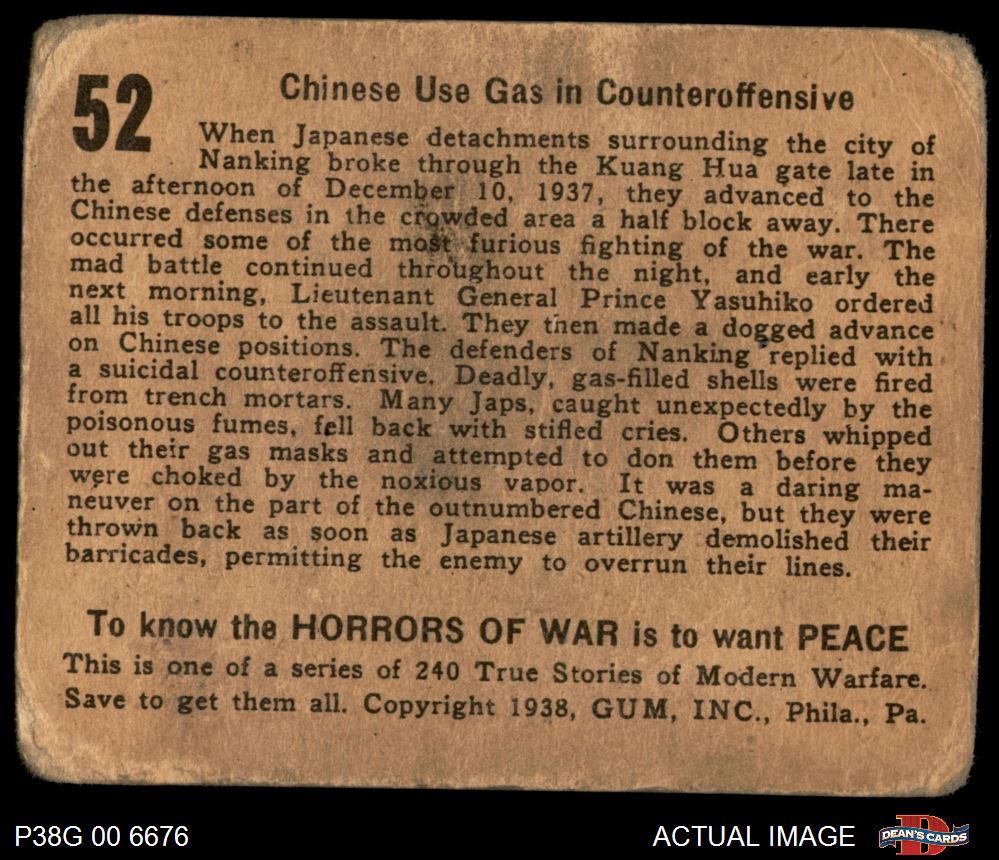 52
Chinese Use Gas in Counteroffensive
When Japanese detachments surrounding the city of
Nanking broke through the Kuang Hua gate late in
the afternoon of December 10, 1937, they advanced to the
Chinese defenses in the crowded area a half block away. There
occurred some of the most furious fighting of the war. The
mad battle continued throughout the night, and early the
next morning, Lieutenant General Prince Yasuhiko ordered
all his troops to the assault. They then made a dogged advance
on Chinese positions. The defenders of Nanking replied with
a suicidal counteroffensive. Deadly, gas-filled shells were fired
from trench mortars. Many Japs, caught unexpectedly by the
poisonous fumes, fell back with stifled cries. Others whipped
out their gas masks and attempted to don them before they
were choked by the noxious vapor. It was a daring ma-
neuver on the part of the outnumbered Chinese, but they were
thrown back as soon as Japanese artillery demolished their
barricades, permitting the enemy to overrun their lines.
To know the HORRORS OF WAR is to want PEACE
This is one of a series of 240 True Stories of Modern Warfare.
Save to get them all. Copyright 1938, GUM, INC., Phila., Pa.
P38G 00 6676
ACTUAL IMAGE
D
DEAN'S CARDS